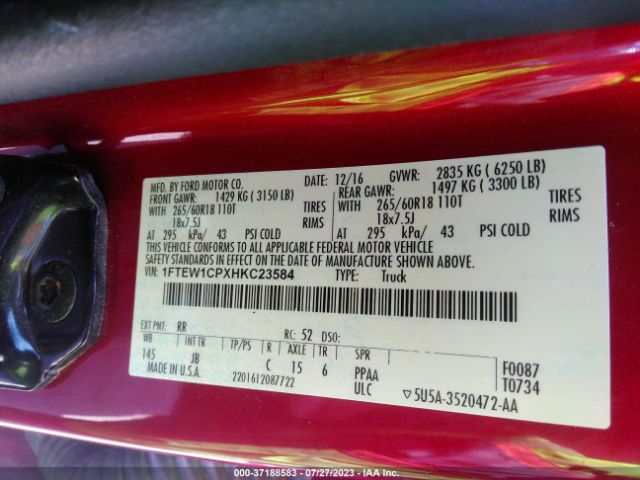 MFD. BY FORD MOTOR CO. DATE: 12/16 GVWR: 2835 KG ( 6250 LB)
FRONT GAWR: 1429 KG ( 3150 LB) REAR GAWR: 1497 KG ( 3300 LB)
WITH 265/60R18 110T TIRES WITH 265/60R18 110T TIRES
18x7.5J RIMS 18x7.5J RIMS
AT 295 kPa/ 43 PSI COLD AT 295 kPa/ 43 PSI COLD
THIS VEHICLE CONFORMS TO ALL APPLICABLE FEDERAL MOTOR VEHICLE
SAFETY STANDARDS IN EFFECT ON THE DATE OF MANUFACTURE SHOWN ABOVE.
VIN: 1FTEW1CPXHKC23584 TYPE: Truck
EXT PNT: RR RC: 52 DSO:
WB INT TR TP/PS R AXLE TR SPR
145 JB C 15 6 PPAA F0087
MADE IN U.S.A. 2201612087722 ULC T0734
▽5U5A-3520472-AA
000-37188583 - 07/27/2023 - IAA Inc.